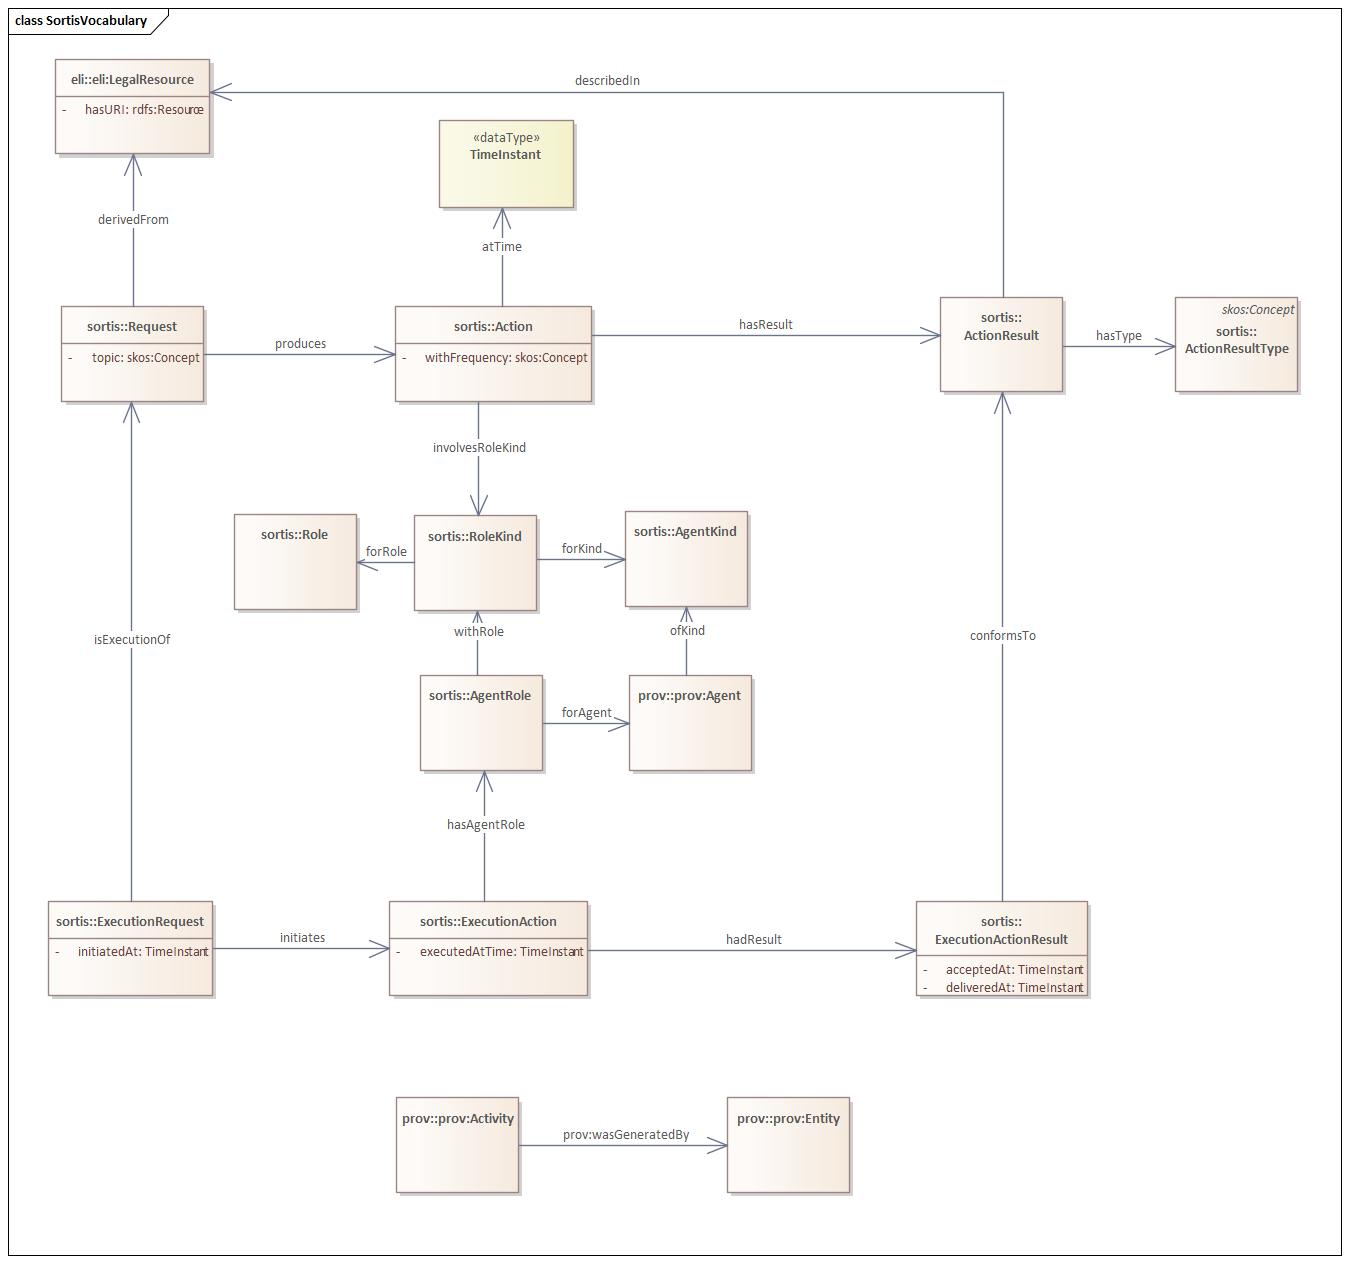 class SortisVocabulary
eli::eli:LegalResource
- hasURI: rdfs:Resource
describedIn
«dataType»
TimeInstant
derivedFrom
atTime
sortis::Request
- topic: skos:Concept
produces
sortis::Action
- withFrequency: skos:Concept
hasResult
sortis::
ActionResult
hasType
skos:Concept
sortis::
ActionResultType
involvesRoleKind
sortis::Role
forRole
sortis::RoleKind
forKind
sortis::AgentKind
isExecutionOf
withRole
ofKind
conformsTo
sortis::AgentRole
forAgent
prov::prov:Agent
hasAgentRole
sortis::ExecutionRequest
- initiatedAt: TimeInstant
initiates
sortis::ExecutionAction
- executedAtTime: TimeInstant
hadResult
sortis::
ExecutionActionResult
- acceptedAt: TimeInstant
- deliveredAt: TimeInstant
prov::prov:Activity
prov:wasGeneratedBy
prov::prov:Entity